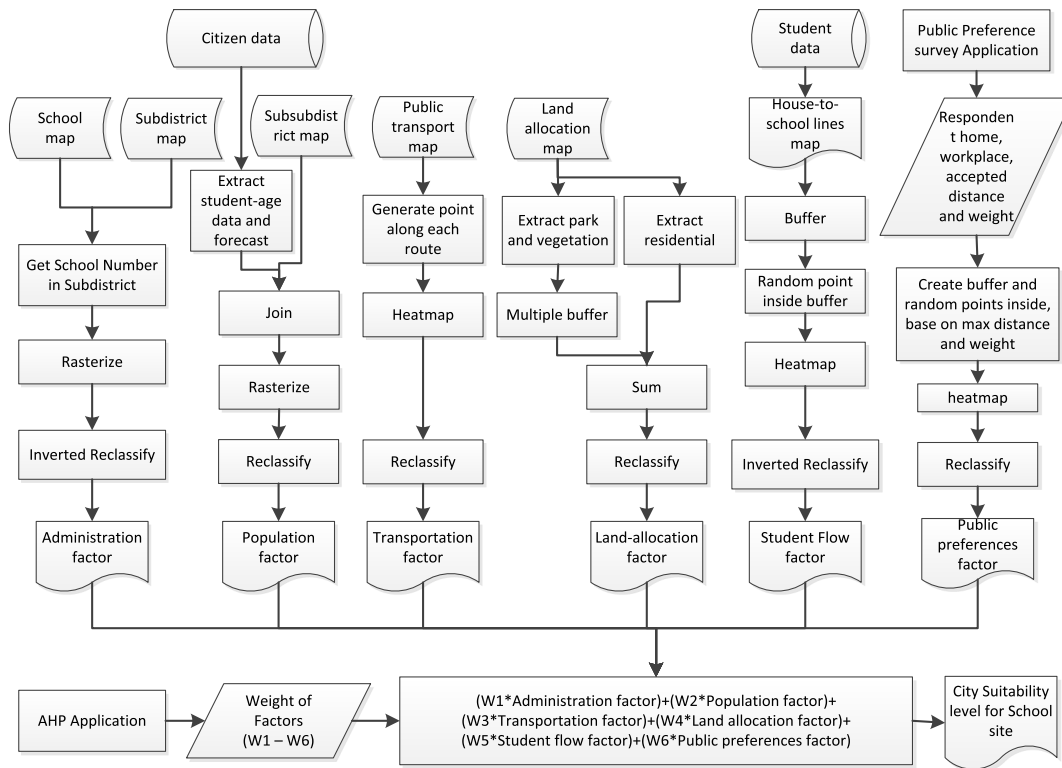 Citizen data
Student
data
Public Preference
survey Application
School
map
Subdistrict
map
Subsubdist
rict map
Public
transport
map
Land
allocation
map
House-to-
school lines
map
Responden
t home,
workplace,
accepted
distance
and weight
Extract
student-age
data and
forecast
Generate point
along each
route
Extract park
and vegetation
Extract
residential
Buffer
Get School Number
in Subdistrict
Random point
inside buffer
Create buffer and
random points inside,
base on max distance
and weight
Join
Heatmap
Multiple buffer
Rasterize
Rasterize
Sum
Heatmap
heatmap
Inverted Reclassify
Reclassify
Reclassify
Reclassify
Inverted Reclassify
Reclassify
Administration
factor
Population
factor
Transportation
factor
Land-allocation
factor
Student Flow
factor
Public
preferences
factor
AHP Application
Weight of
Factors
(W1 – W6)
(W1*Administration factor)+(W2*Population factor)+
(W3*Transportation factor)+(W4*Land allocation factor)+
(W5*Student flow factor)+(W6*Public preferences factor)
City Suitability
level for School
site